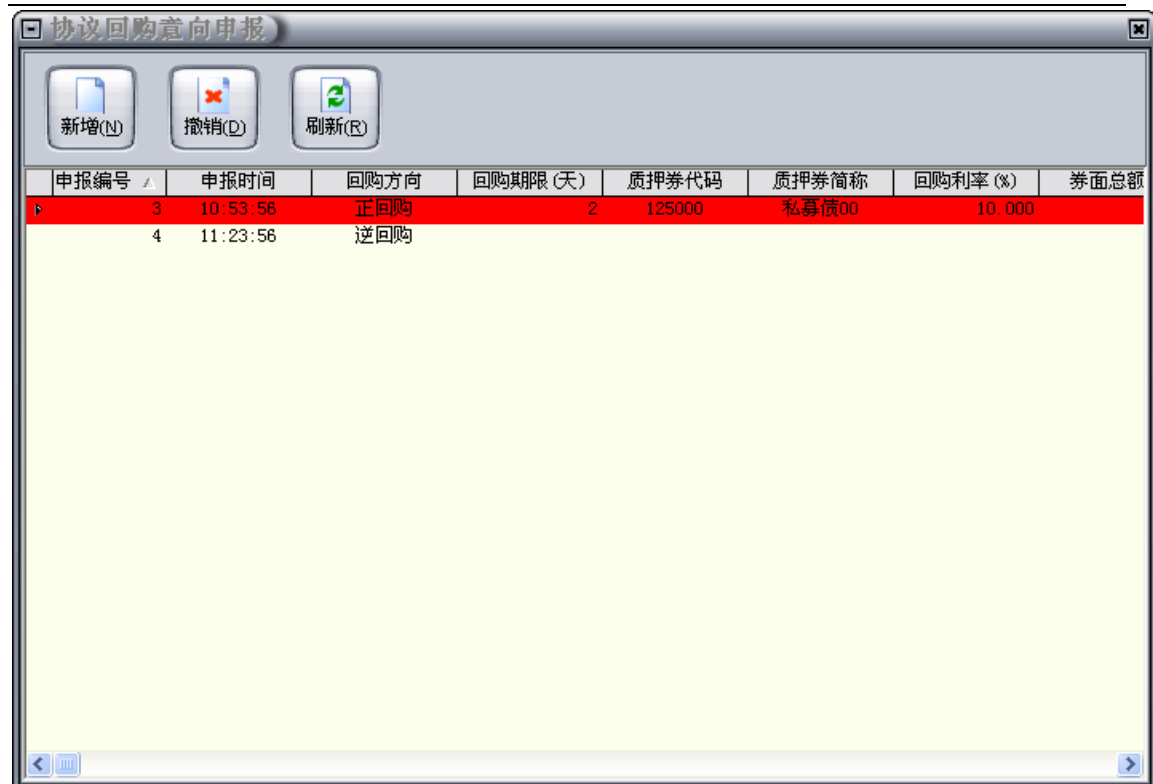 协议回购意向申报
新增(N) 撤销(D) 刷新(R)
申报编号 申报时间 回购方向 回购期限(天) 质押券代码 质押券简称 回购利率(%) 券面总额
3 10:53:56 正回购 2 125000 私募债00 10.000
4 11:23:56 逆回购